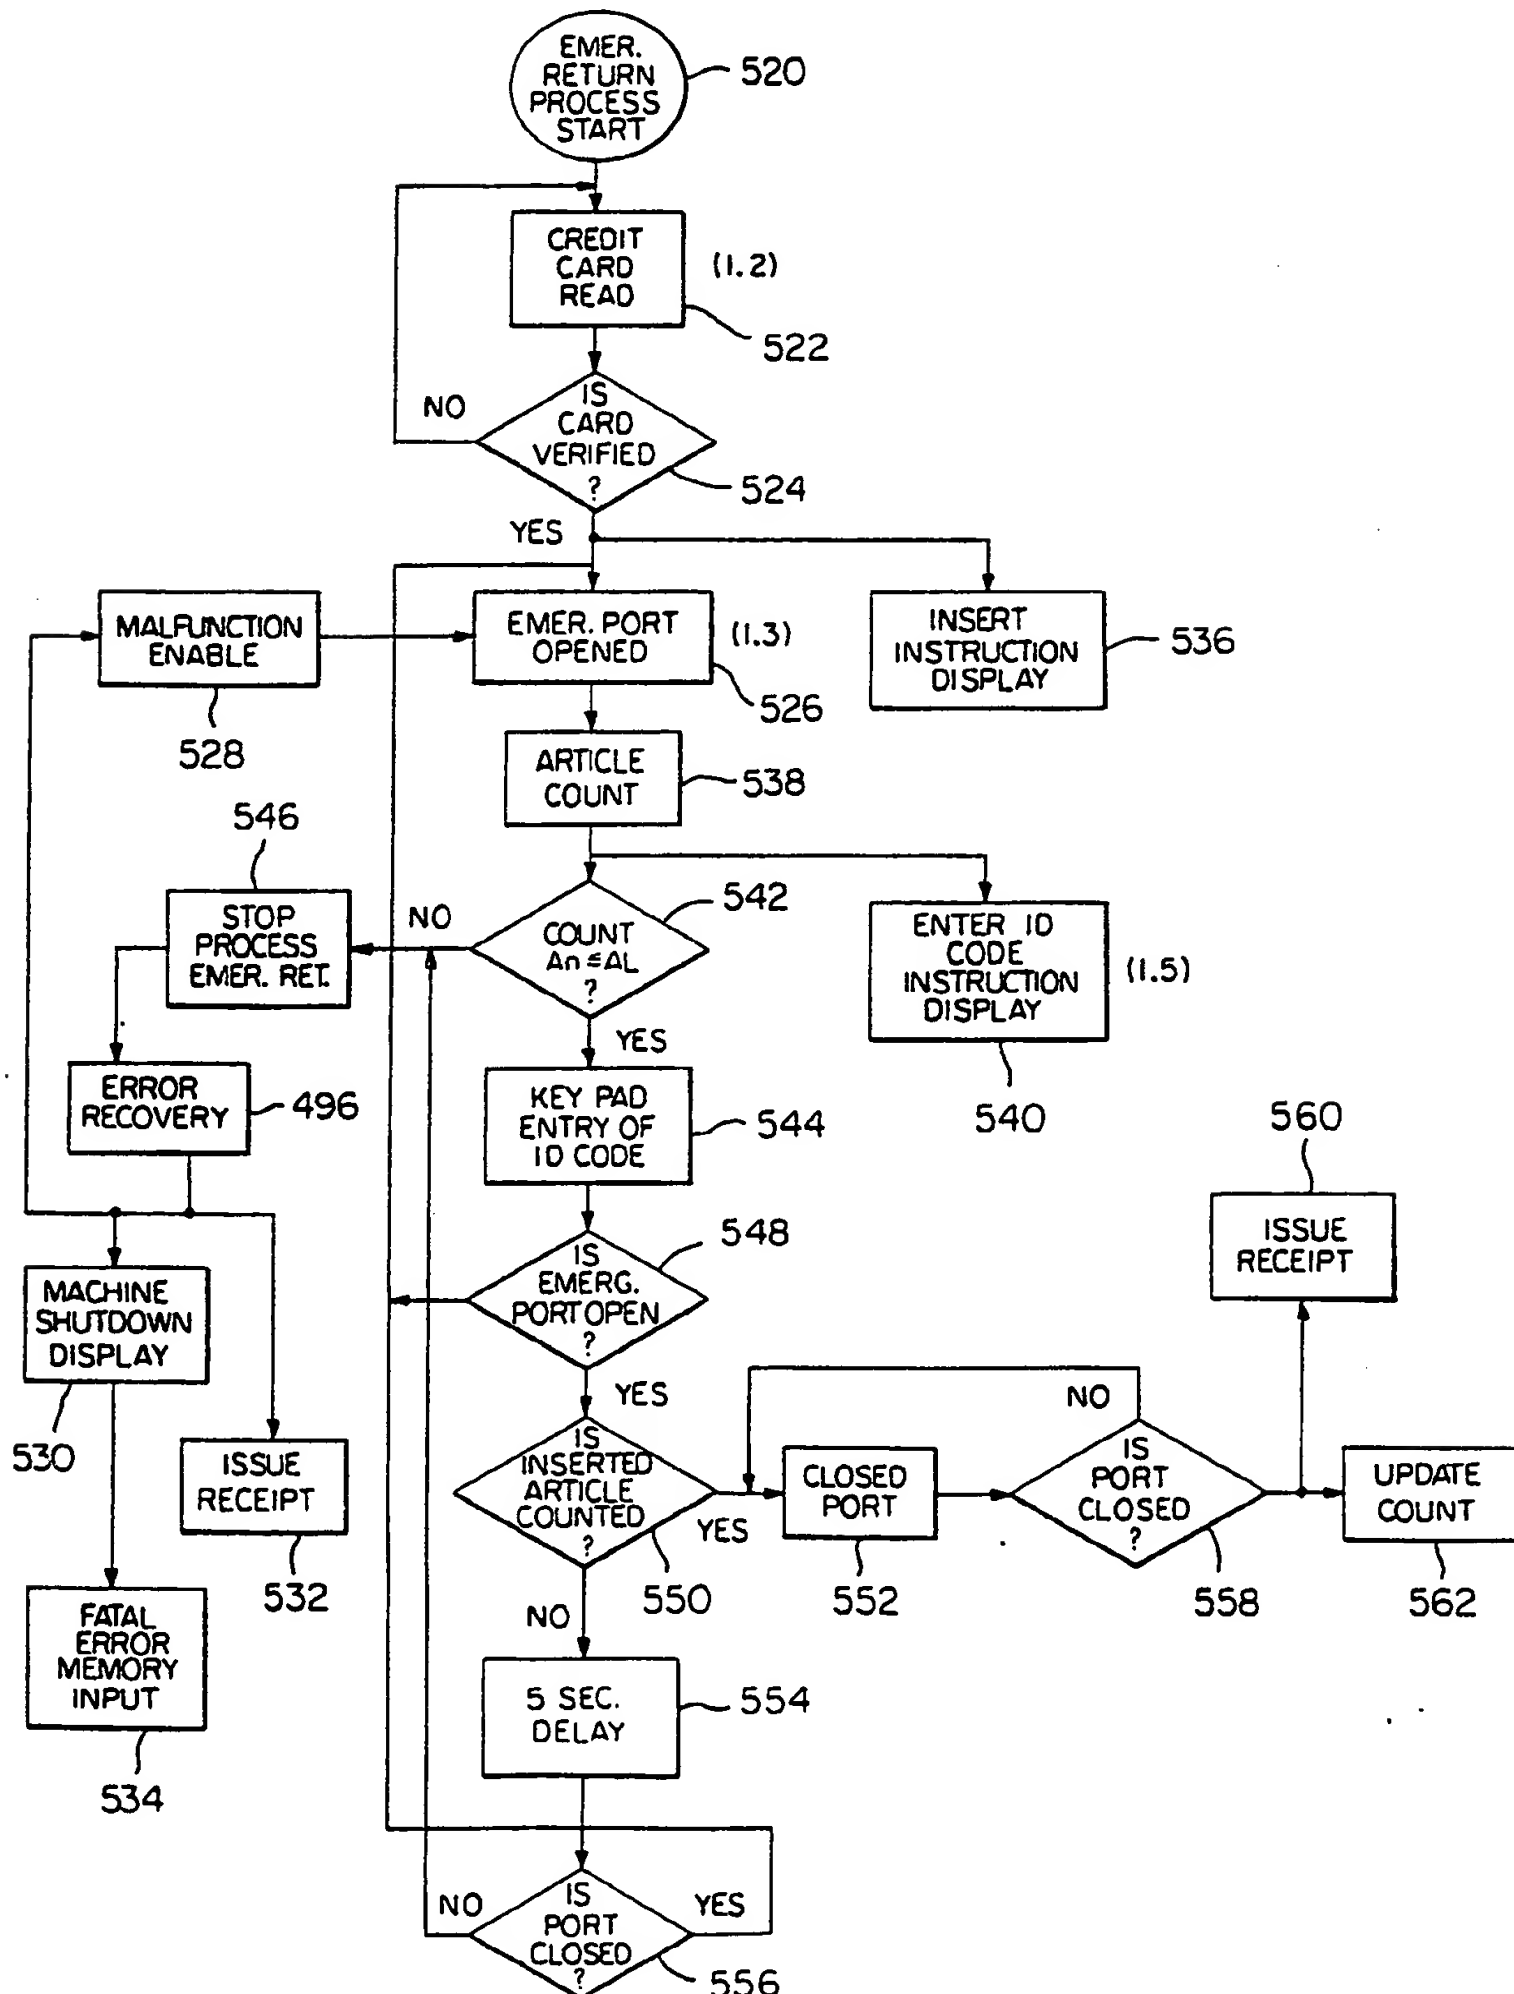 EMER.
RETURN
PROCESS
START
520
CREDIT
CARD
READ
(1.2)
522
IS
CARD
VERIFIED
?
NO
524
YES
MALFUNCTION
ENABLE
528
EMER. PORT
OPENED
(1.3)
526
INSERT
INSTRUCTION
DISPLAY
536
ARTICLE
COUNT
538
546
STOP
PROCESS
EMER. RET.
NO
COUNT
An ≤ AL
?
542
YES
ENTER ID
CODE
INSTRUCTION
DISPLAY
(1.5)
540
ERROR
RECOVERY
496
KEY PAD
ENTRY OF
ID CODE
544
560
ISSUE
RECEIPT
IS
EMERG.
PORT OPEN
?
548
YES
MACHINE
SHUTDOWN
DISPLAY
530
ISSUE
RECEIPT
532
IS
INSERTED
ARTICLE
COUNTED
?
550
YES
NO
CLOSED
PORT
552
NO
IS
PORT
CLOSED
?
558
UPDATE
COUNT
562
FATAL
ERROR
MEMORY
INPUT
534
5 SEC.
DELAY
554
NO
IS
PORT
CLOSED
?
YES
556